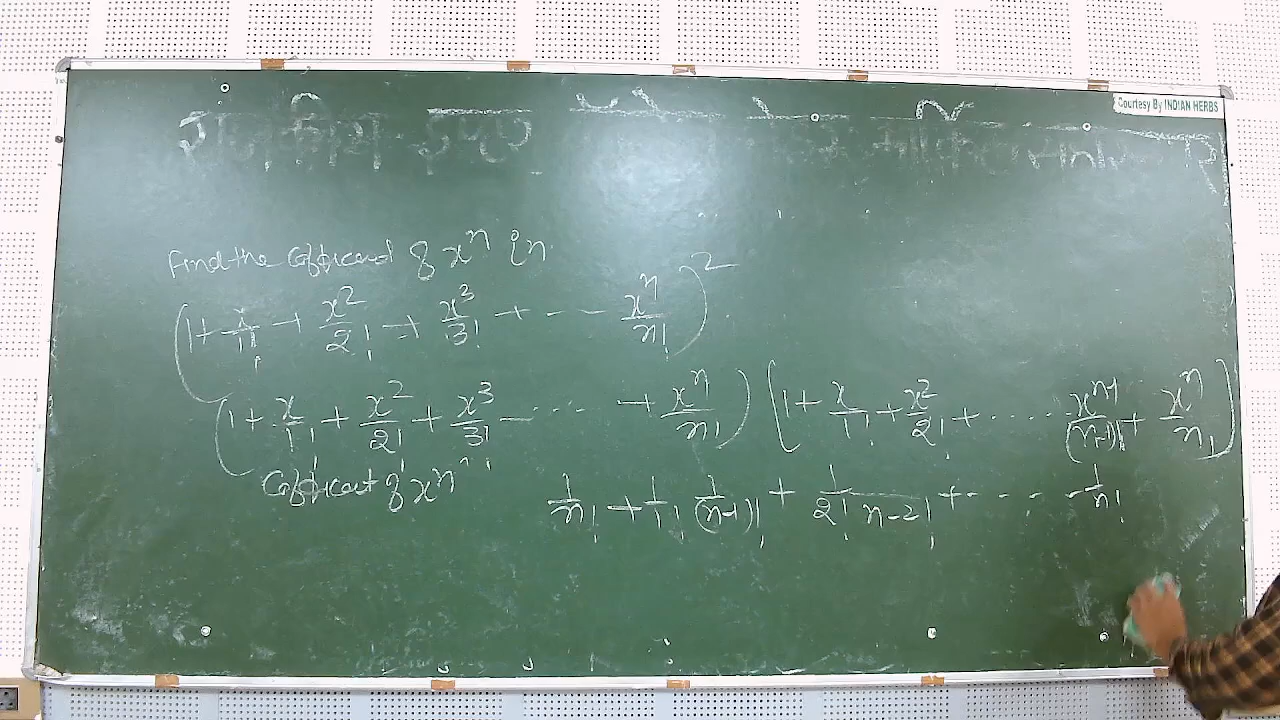 Courtesy By INDIAN HERBS
Find the Coefficient of x^n in
(1 + x/1! + x^2/2! + x^3/3! + ---- x^n/n!)^2
(1 + x/1! + x^2/2! + x^3/3! ------ + x^n/n!) [1 + x/1! + x^2/2! + ----- x^(n-1)/(n-1)! + x^n/n!]
Coefficient of x^n 1/n! + 1/1! 1/(n-1)! + 1/2! n-2! + ------ 1/n!